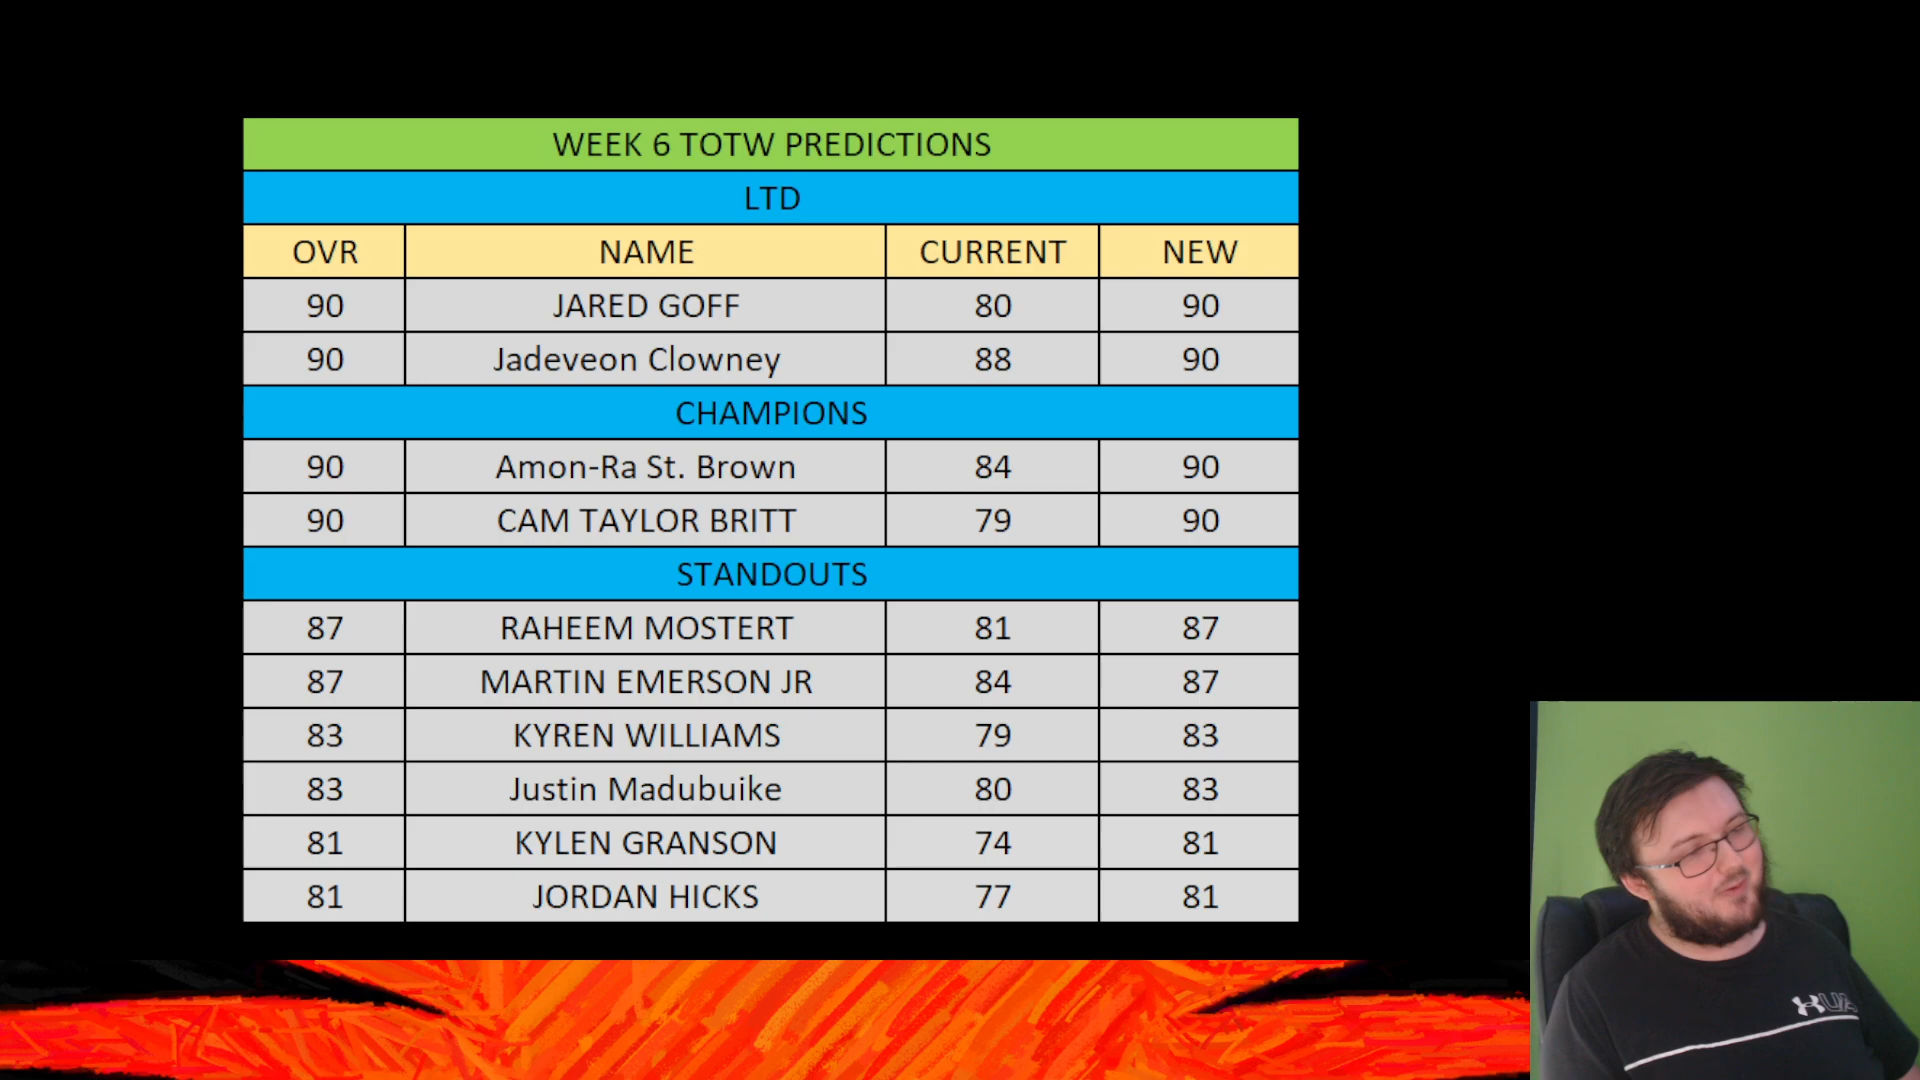 WEEK 6 TOTW PREDICTIONS
LTD
OVR NAME CURRENT NEW
90 JARED GOFF 80 90
90 Jadeveon Clowney 88 90
CHAMPIONS
90 Amon-Ra St. Brown 84 90
90 CAM TAYLOR BRITT 79 90
STANDOUTS
87 RAHEEM MOSTERT 81 87
87 MARTIN EMERSON JR 84 87
83 KYREN WILLIAMS 79 83
83 Justin Madubuike 80 83
81 KYLEN GRANSON 74 81
81 JORDAN HICKS 77 81